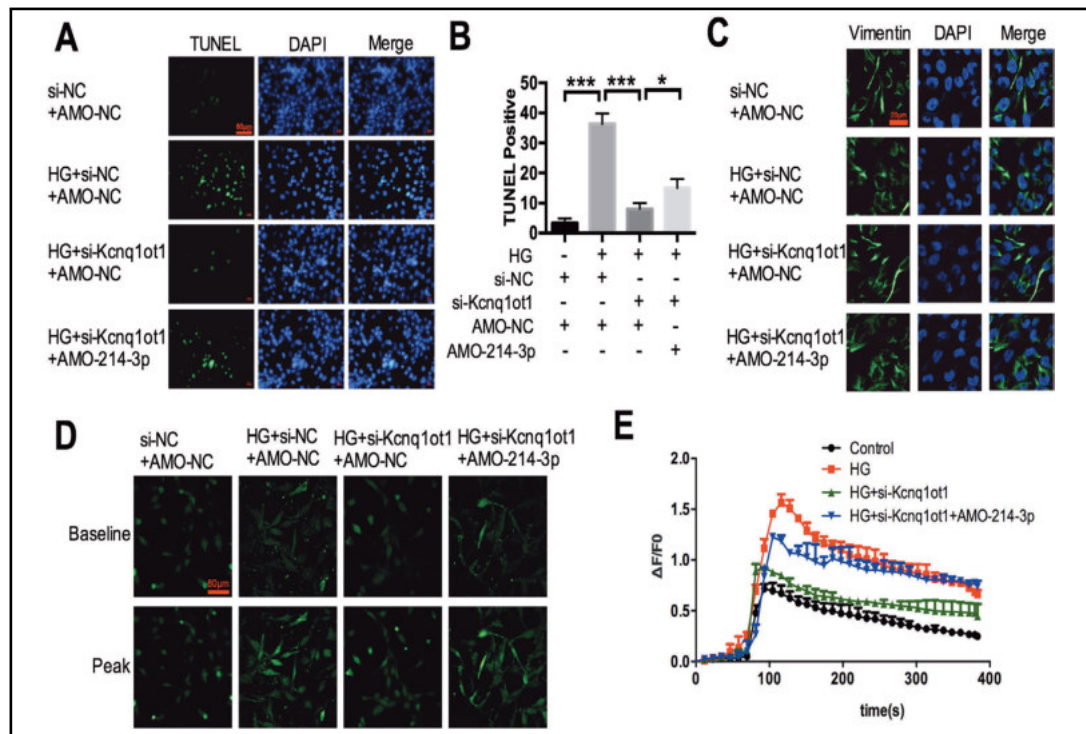 A
TUNEL DAPI Merge
si-NC
+AMO-NC
60μm
HG+si-NC
+AMO-NC
HG+si-Kcnq1ot1
+AMO-NC
HG+si-Kcnq1ot1
+AMO-214-3p
B
*** *** *
TUNEL Positive
50
40
30
20
10
0
HG - + + +
si-NC + + - -
si-Kcnq1ot1 - - + +
AMO-NC + + + -
AMO-214-3p - - - +
C
Vimentin DAPI Merge
si-NC
+AMO-NC
20μm
HG+si-NC
+AMO-NC
HG+si-Kcnq1ot1
+AMO-NC
HG+si-Kcnq1ot1
+AMO-214-3p
D
si-NC
+AMO-NC
HG+si-NC
+AMO-NC
HG+si-Kcnq1ot1
+AMO-NC
HG+si-Kcnq1ot1
+AMO-214-3p
Baseline
60μm
Peak
E
Control
HG
HG+si-Kcnq1ot1
HG+si-Kcnq1ot1+AMO-214-3p
ΔF/F0
2.0
1.5
1.0
0.5
0.0
0 100 200 300 400
time(s)